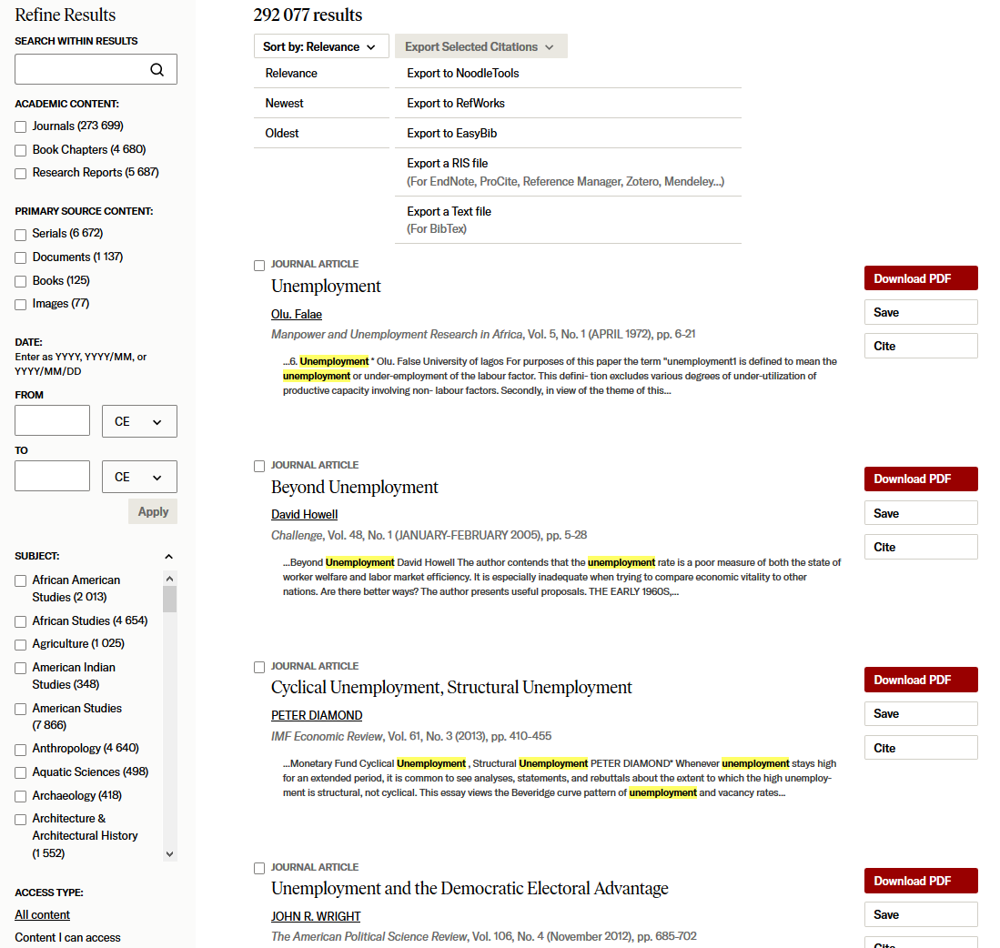 Refine Results
SEARCH WITHIN RESULTS
ACADEMIC CONTENT:
Journals (273 699)
Book Chapters (4 680)
Research Reports (5 687)
PRIMARY SOURCE CONTENT:
Serials (6 672)
Documents (1 137)
Books (125)
Images (77)
DATE:
Enter as YYYY, YYYY/MM, or
YYYY/MM/DD
FROM
CE
TO
CE
Apply
SUBJECT:
African American
Studies (2 013)
African Studies (4 654)
Agriculture (1 025)
American Indian
Studies (348)
American Studies
(7 866)
Anthropology (4 640)
Aquatic Sciences (498)
Archaeology (418)
Architecture &
Architectural History
(1 552)
ACCESS TYPE:
All content
Content I can access
292 077 results
Sort by: Relevance
Relevance
Newest
Oldest
Export Selected Citations
Export to NoodleTools
Export to RefWorks
Export to EasyBib
Export a RIS file
(For EndNote, ProCite, Reference Manager, Zotero, Mendeley...)
Export a Text file
(For BibTex)
JOURNAL ARTICLE
Unemployment
Olu. Falae
Manpower and Unemployment Research in Africa, Vol. 5, No. 1 (APRIL 1972), pp. 6-21
...6. Unemployment * Olu. False University of lagos For purposes of this paper the term "unemployment1 is defined to mean the
unemployment or under-employment of the labour factor. This defini- tion excludes various degrees of under-utilization of
productive capacity involving non- labour factors. Secondly, in view of the theme of this...
Download PDF
Save
Cite
JOURNAL ARTICLE
Beyond Unemployment
David Howell
Challenge, Vol. 48, No. 1 (JANUARY-FEBRUARY 2005), pp. 5-28
...Beyond Unemployment David Howell The author contends that the unemployment rate is a poor measure of both the state of
worker welfare and labor market efficiency. It is especially inadequate when trying to compare economic vitality to other
nations. Are there better ways? The author presents useful proposals. THE EARLY 1960S,...
Download PDF
Save
Cite
JOURNAL ARTICLE
Cyclical Unemployment, Structural Unemployment
PETER DIAMOND
IMF Economic Review, Vol. 61, No. 3 (2013), pp. 410-455
...Monetary Fund Cyclical Unemployment , Structural Unemployment PETER DIAMOND* Whenever unemployment stays high
for an extended period, it is common to see analyses, statements, and rebuttals about the extent to which the high unemploy-
ment is structural, not cyclical. This essay views the Beveridge curve pattern of unemployment and vacancy rates...
Download PDF
Save
Cite
JOURNAL ARTICLE
Unemployment and the Democratic Electoral Advantage
JOHN R. WRIGHT
The American Political Science Review, Vol. 106, No. 4 (November 2012), pp. 685-702
Download PDF
Save
Cite